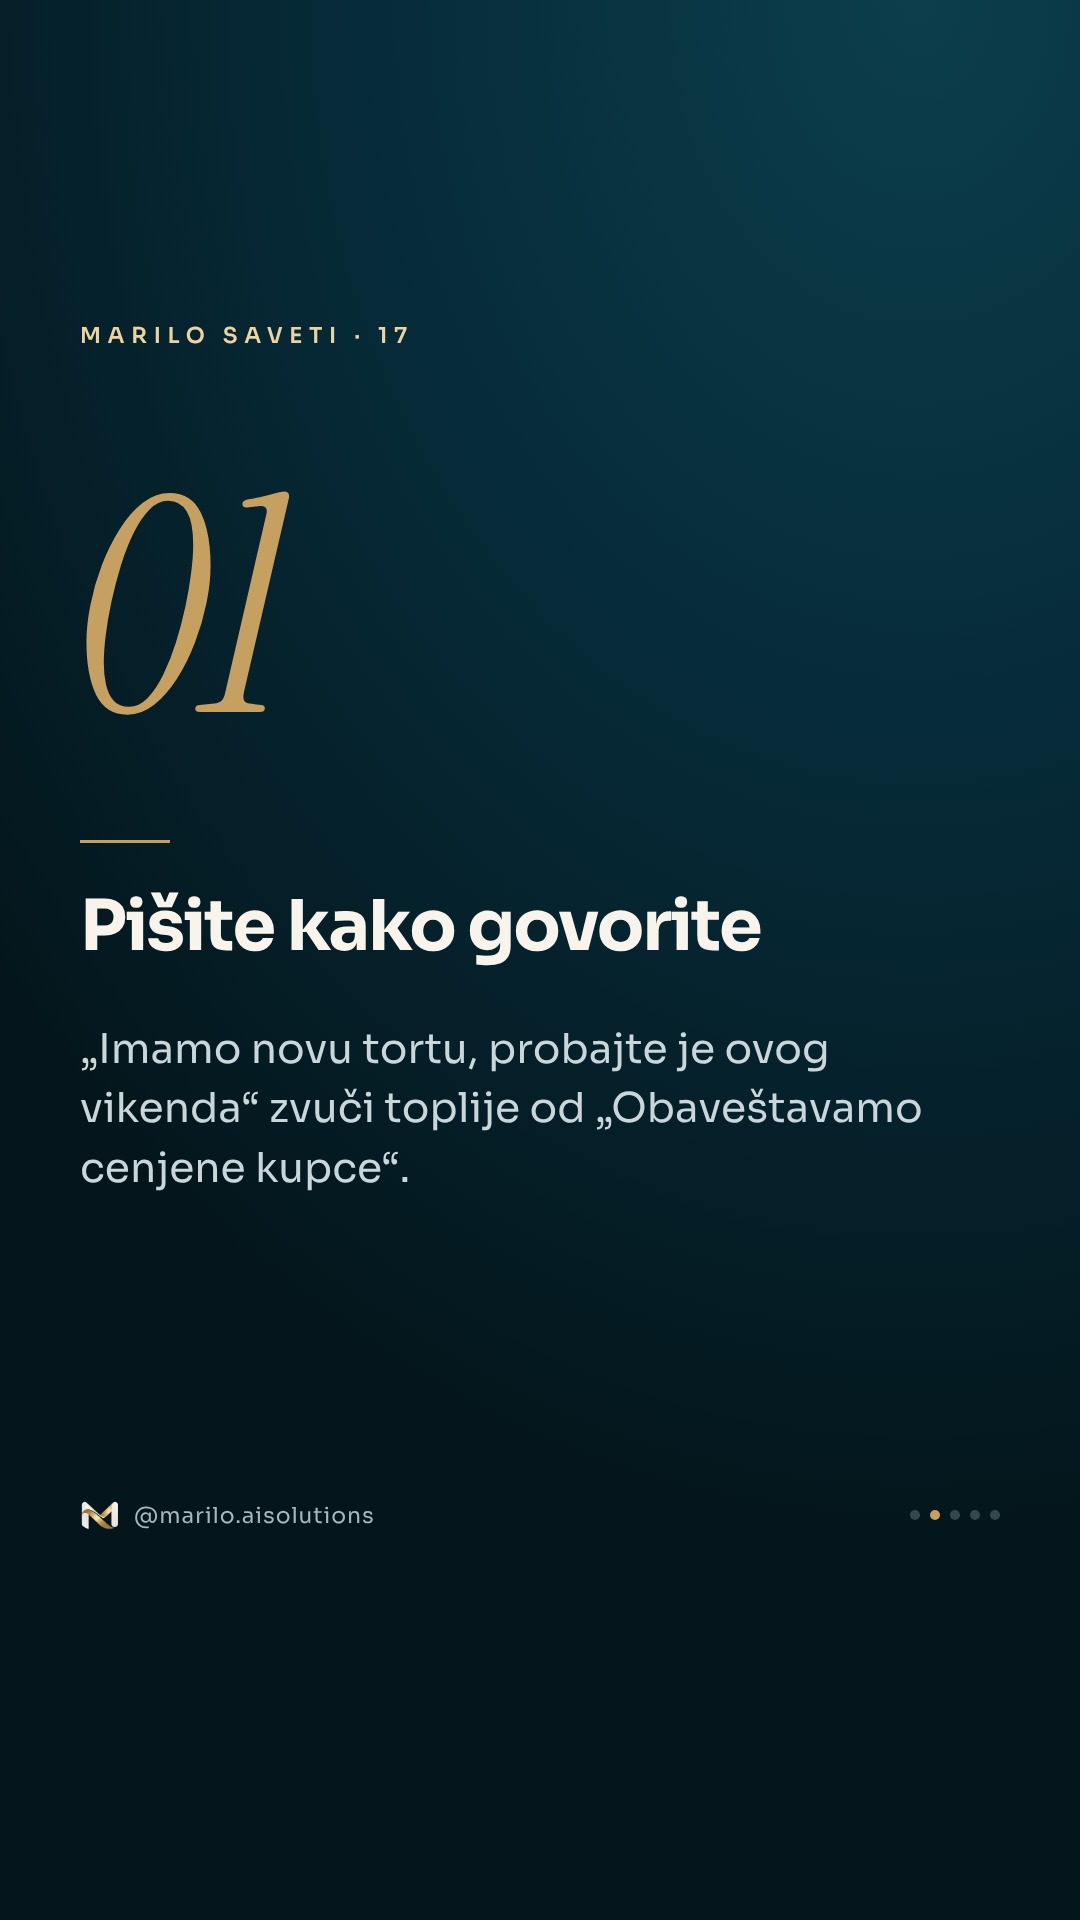 MARILO SAVETI · 17
01
Pišite kako govorite
„Imamo novu tortu, probajte je ovog
vikenda“ zvuči toplije od „Obaveštavamo
cenjene kupce“.
@marilo.aisolutions